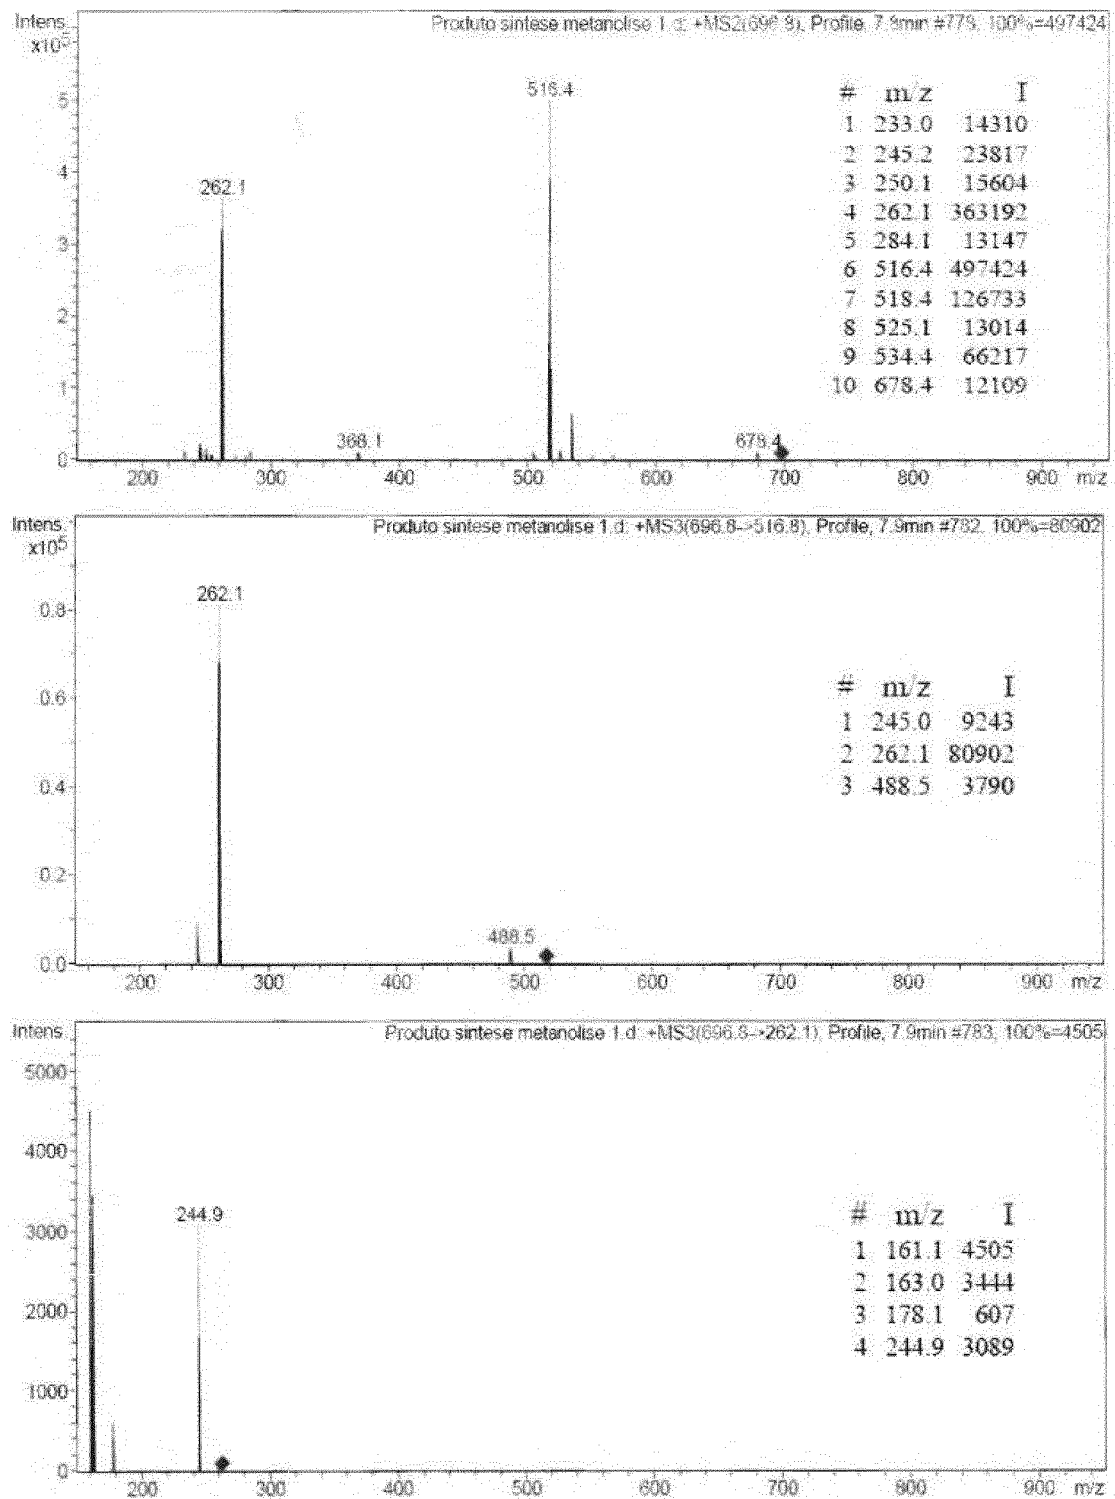 Intens. Produto sintese metanolise 1.d: +MS2(696.8), Profile, 7.8min #778, 100%=497424
x10⁵
5
4
3
2
1
0
516.4
262.1
368.1
678.4
# m/z I
1 233.0 14310
2 245.2 23817
3 250.1 15604
4 262.1 363192
5 284.1 13147
6 516.4 497424
7 518.4 126733
8 525.1 13014
9 534.4 66217
10 678.4 12109
200 300 400 500 600 700 800 900 m/z
Intens. Produto sintese metanolise 1.d: +MS3(696.8->516.8), Profile, 7.9min #782, 100%=80902
x10⁵
0.8
0.6
0.4
0.2
0.0
262.1
488.5
# m/z I
1 245.0 9243
2 262.1 80902
3 488.5 3790
200 300 400 500 600 700 800 900 m/z
Intens. Produto sintese metanolise 1.d: +MS3(696.8->262.1), Profile, 7.9min #783, 100%=4505
5000
4000
3000
2000
1000
0
244.9
# m/z I
1 161.1 4505
2 163.0 3444
3 178.1 607
4 244.9 3089
200 300 400 500 600 700 800 900 m/z